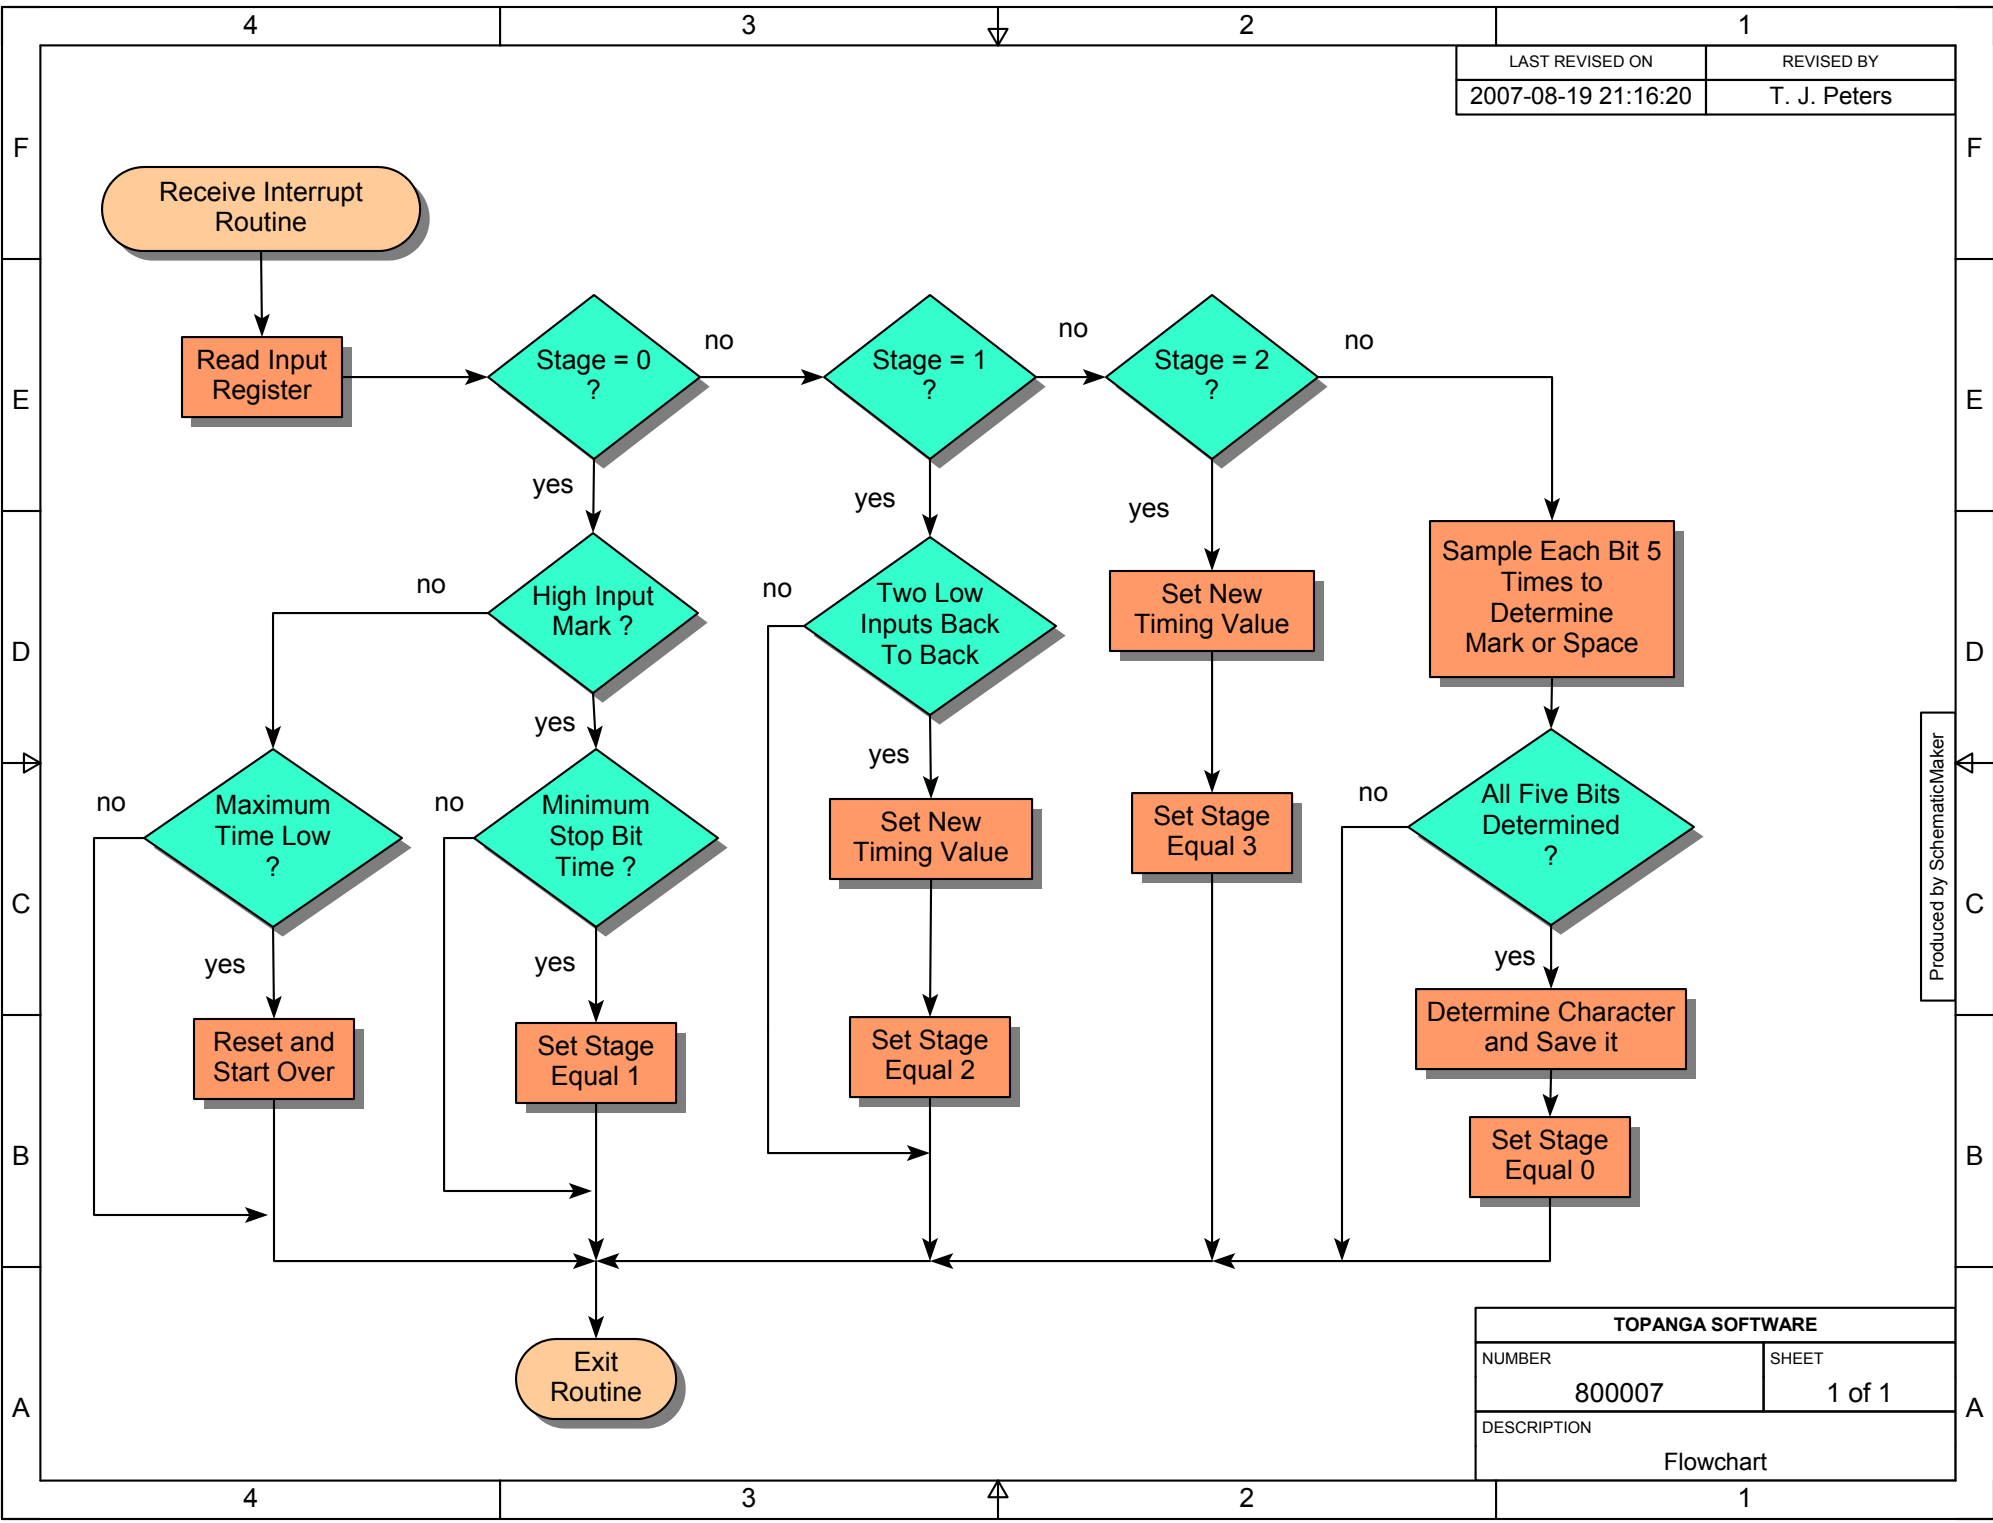 4
3
2
1
LAST REVISED ON
REVISED BY
2007-08-19 21:16:20
T. J. Peters
F
F
Receive Interrupt
Routine
Read Input
Register
Stage = 0
?
no
Stage = 1
?
no
Stage = 2
?
no
E
E
yes
yes
yes
High Input
Mark ?
no
Two Low
Inputs Back
To Back
no
Set New
Timing Value
Sample Each Bit 5
Times to
Determine
Mark or Space
D
D
yes
yes
Maximum
Time Low
?
no
Minimum
Stop Bit
Time ?
no
Set New
Timing Value
Set Stage
Equal 3
All Five Bits
Determined
?
no
Produced by SchematicMaker
C
C
yes
yes
yes
Reset and
Start Over
Set Stage
Equal 1
Set Stage
Equal 2
Determine Character
and Save it
Set Stage
Equal 0
B
B
Exit
Routine
TOPANGA SOFTWARE
NUMBER
SHEET
800007
1 of 1
DESCRIPTION
Flowchart
A
A
4
3
2
1